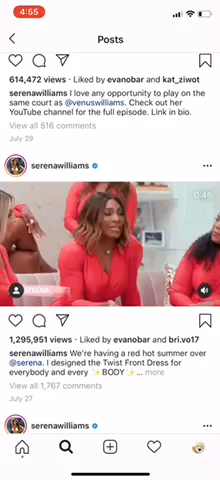 4:55
Posts
614,472 views · Liked by evanobar and kat_ziwot
serenawilliams I love any opportunity to play on the
same court as @venuswilliams. Check out her
YouTube channel for the full episode. Link in bio.
View all 516 comments
July 29
serenawilliams
0:46
SERENA
1,295,951 views · Liked by evanobar and bri.vo17
serenawilliams We're having a red hot summer over
@serena. I designed the Twist Front Dress for
everybody and every ✨BODY✨... more
View all 1,767 comments
July 27
serenawilliams